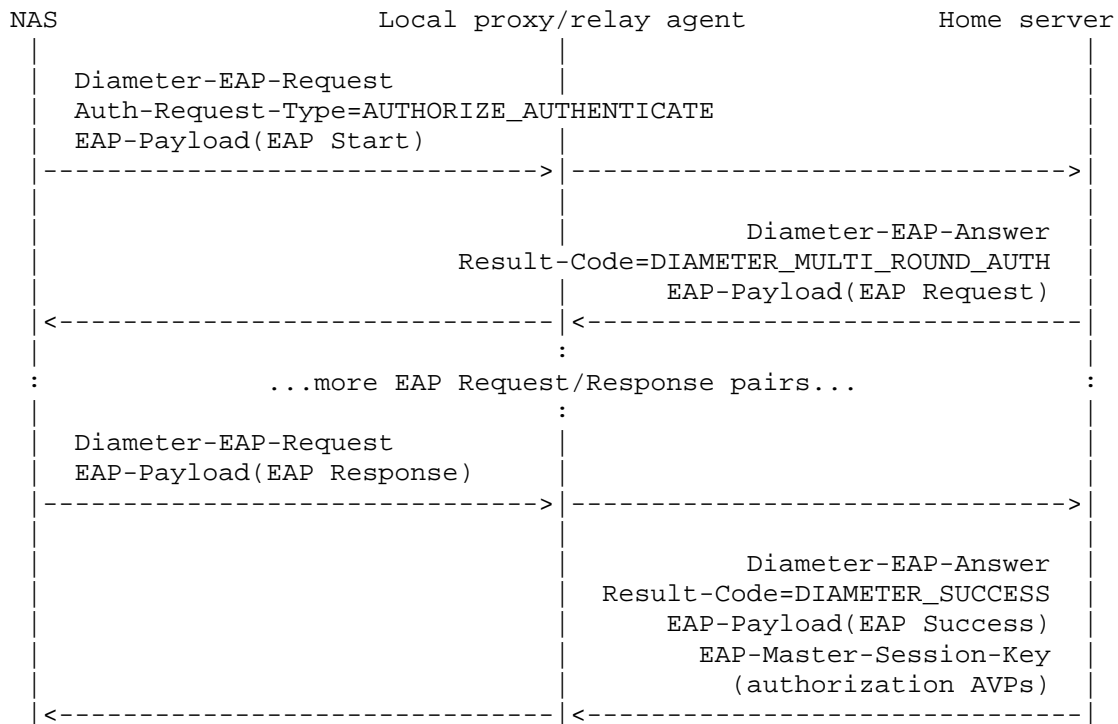 NAS Local proxy/relay agent Home server
Diameter-EAP-Request
Auth-Request-Type=AUTHORIZE_AUTHENTICATE
EAP-Payload(EAP Start)
Diameter-EAP-Answer
Result-Code=DIAMETER_MULTI_ROUND_AUTH
EAP-Payload(EAP Request)
: 
: ...more EAP Request/Response pairs... :
:
Diameter-EAP-Request
EAP-Payload(EAP Response)
Diameter-EAP-Answer
Result-Code=DIAMETER_SUCCESS
EAP-Payload(EAP Success)
EAP-Master-Session-Key
(authorization AVPs)